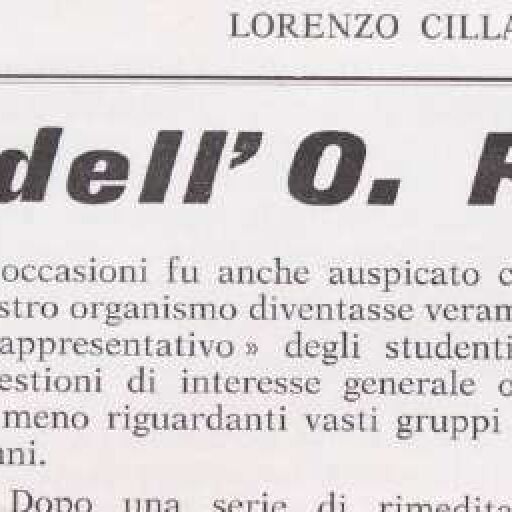 LORENZO CILLA
dell' O. R
occasioni fu anche auspicato c
stro organismo diventasse veram
appresentativo » degli studenti
estioni di interesse generale o
meno riguardanti vasti gruppi
nni.
Dopo una serie di rimedita